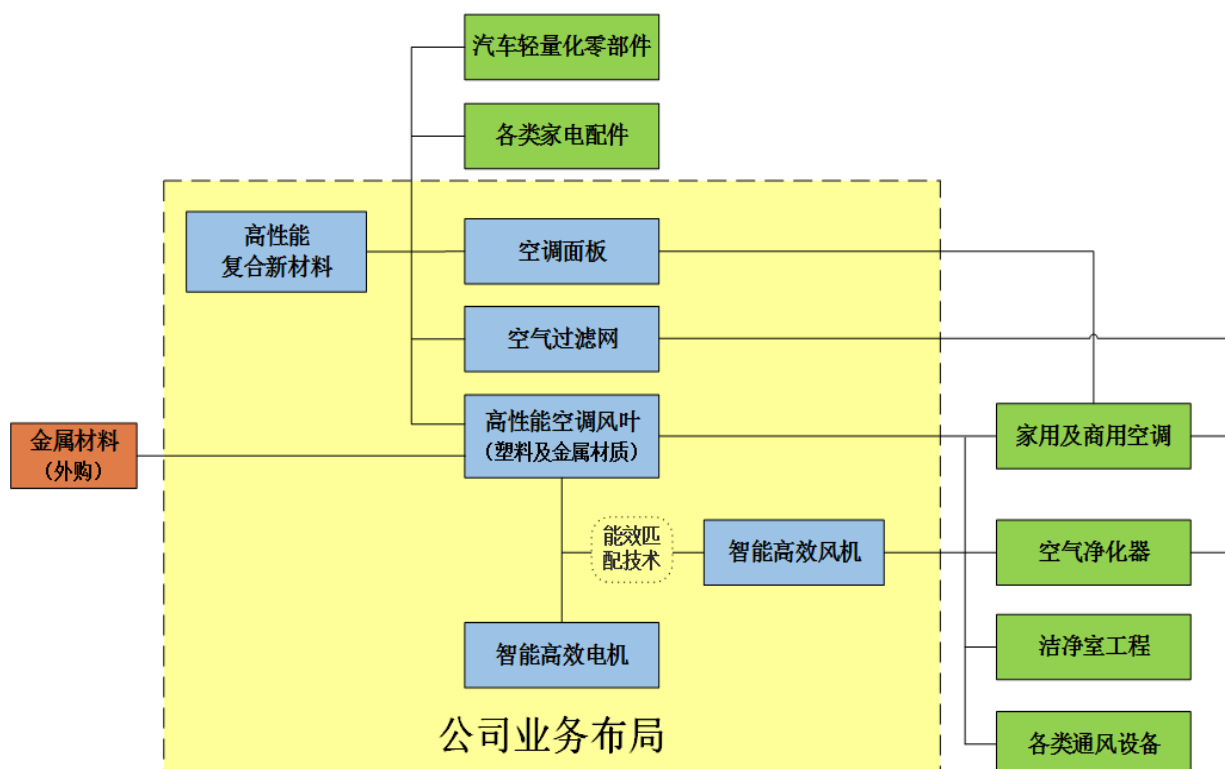 汽车轻量化零部件
各类家电配件
高性能
复合新材料
空调面板
空气过滤网
高性能空调风叶
（塑料及金属材质）
金属材料
（外购）
家用及商用空调
能效匹
配技术
智能高效风机
空气净化器
智能高效电机
洁净室工程
公司业务布局
各类通风设备